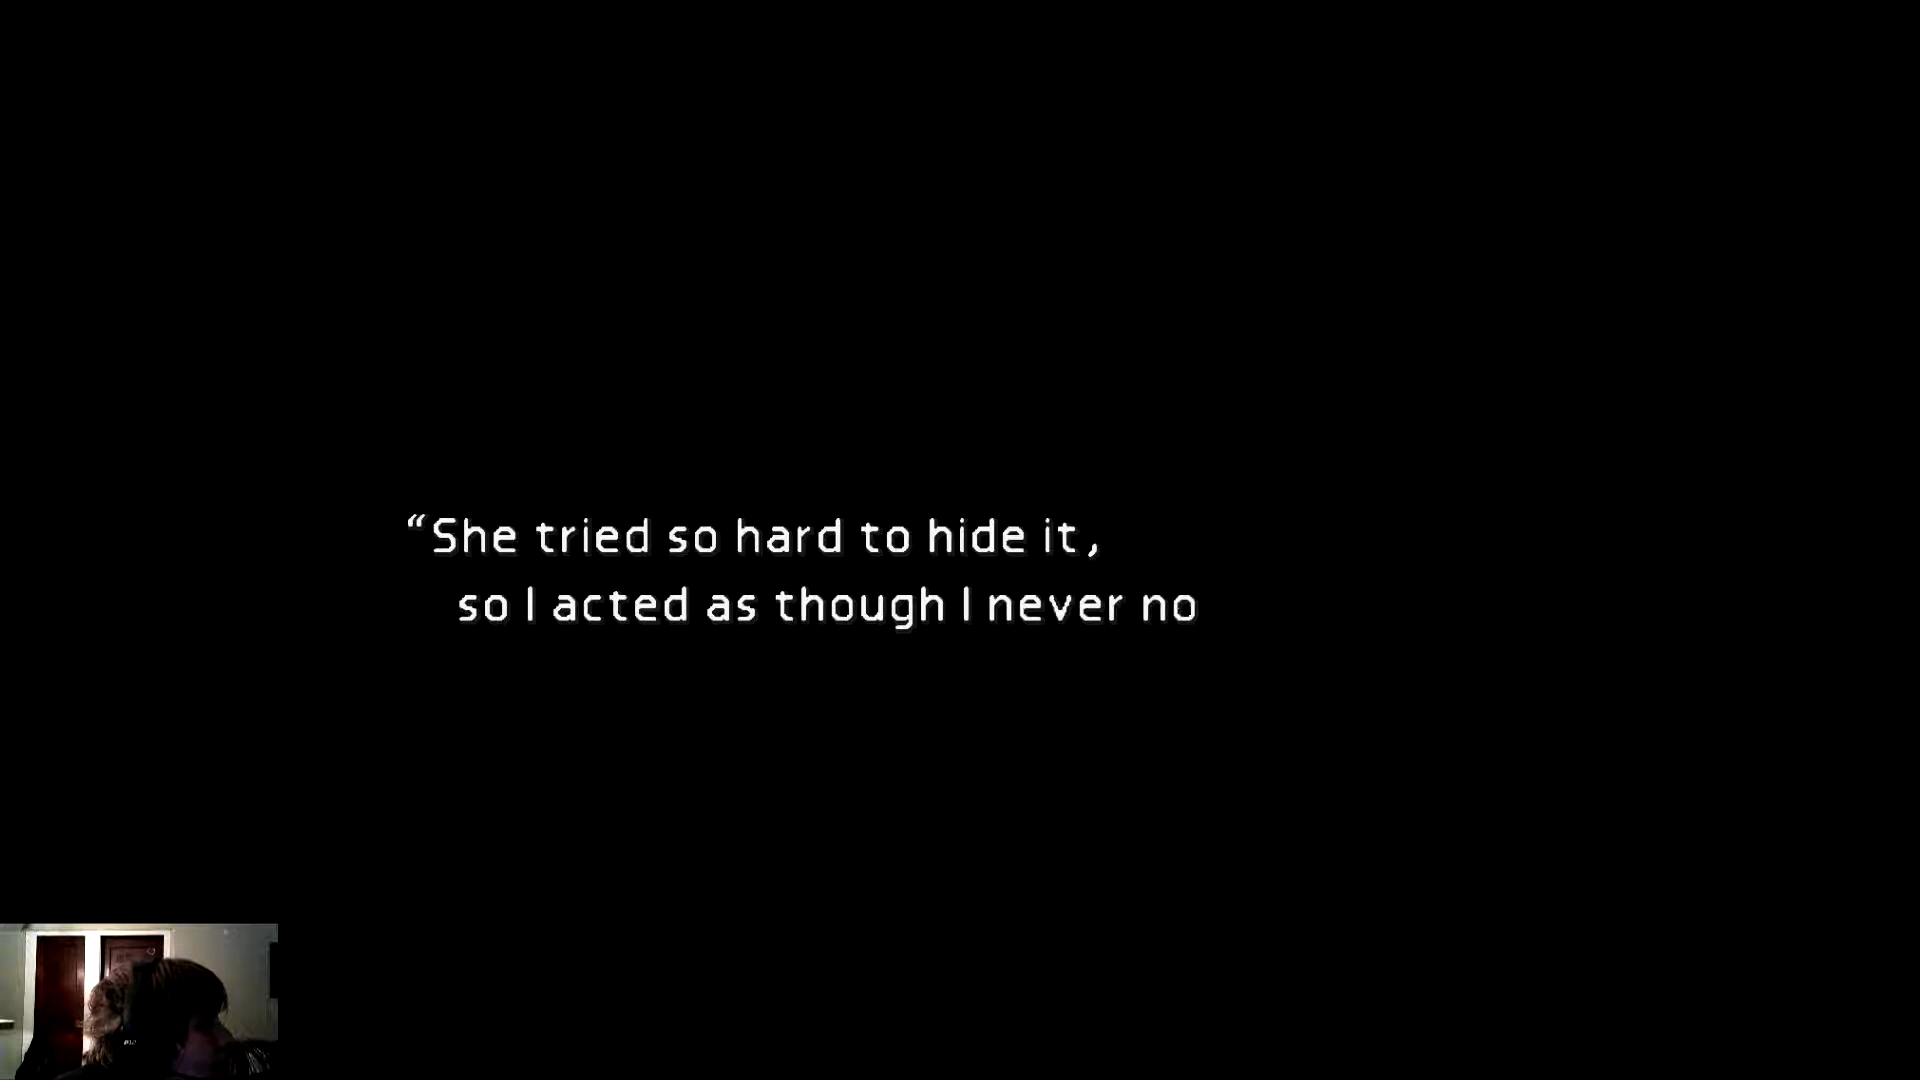 “She tried so hard to hide it,
so I acted as though I never no